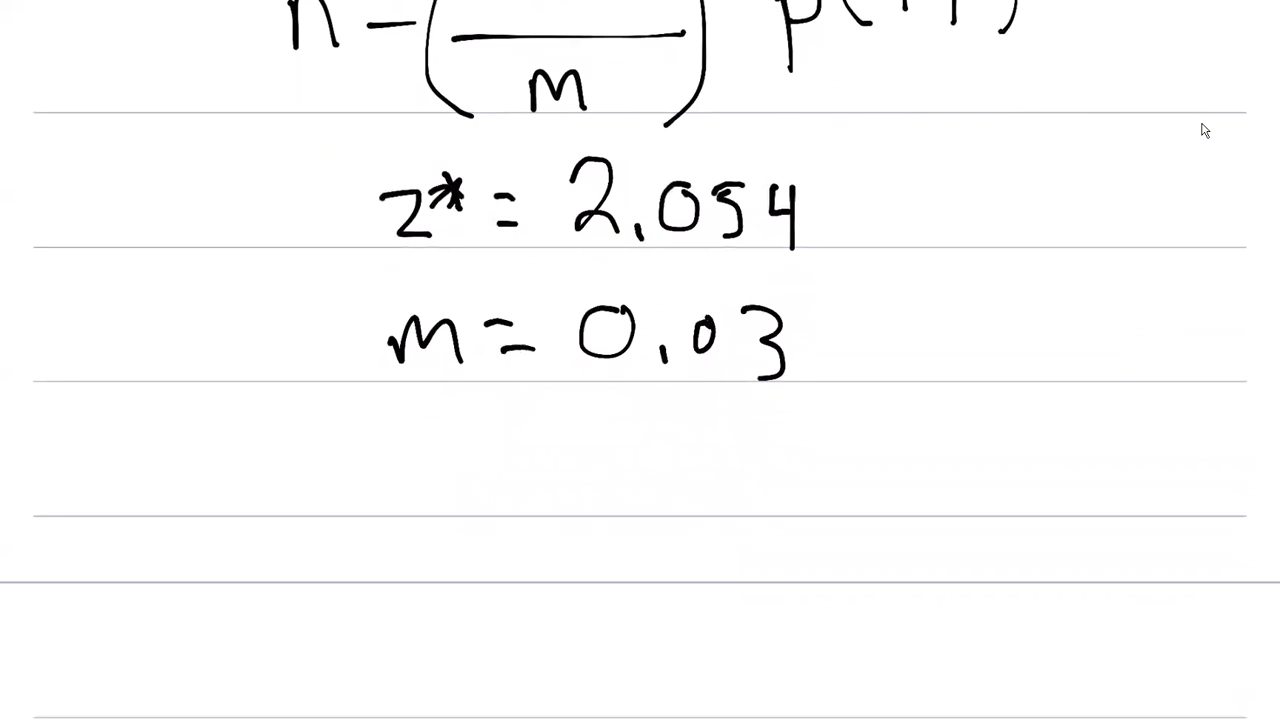 m
z* = 2.054
m = 0.03